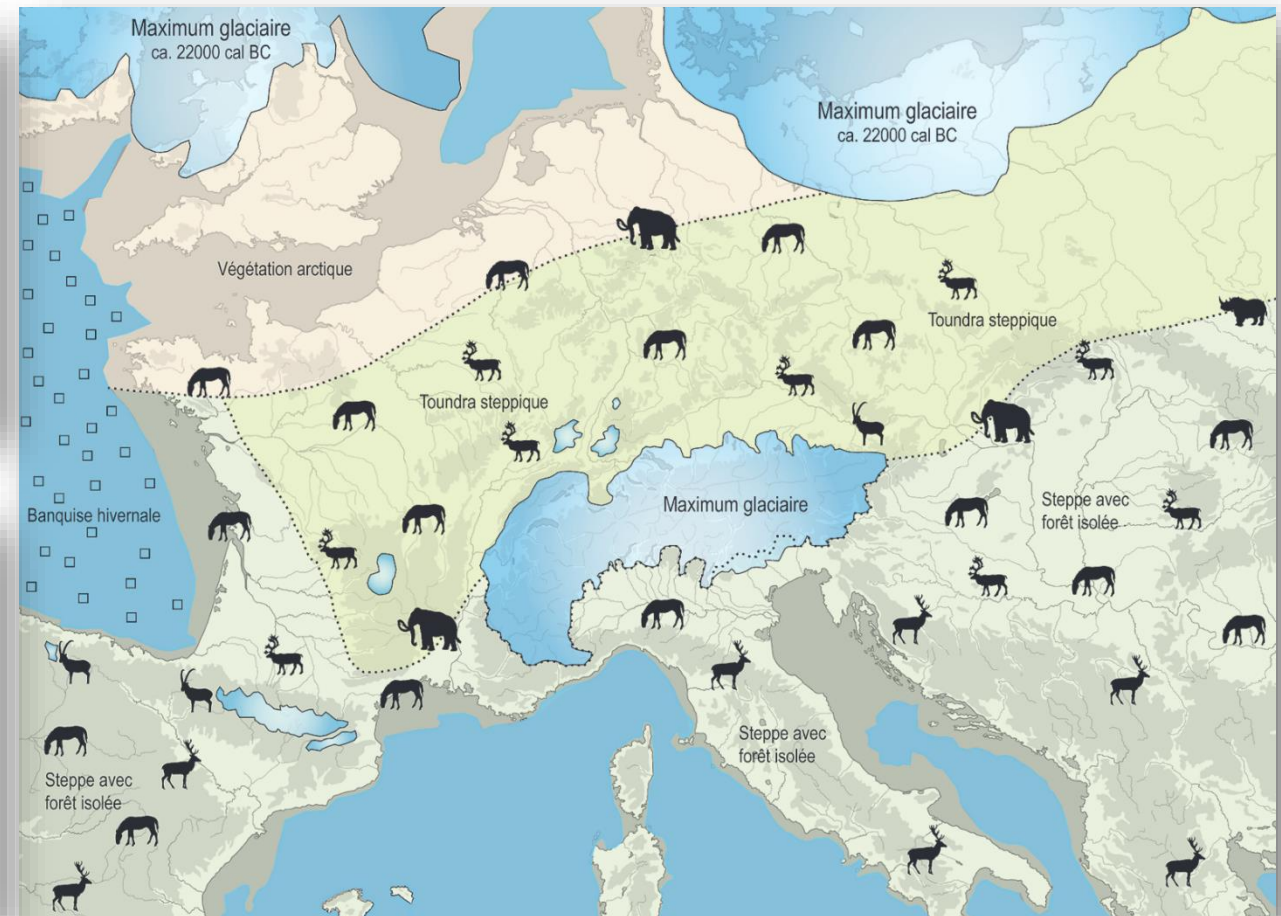 Maximum glaciaire
ca. 22000 cal BC
Maximum glaciaire
ca. 22000 cal BC
Végétation arctique
Toundra steppique
Toundra steppique
Banquise hivernale
Maximum glaciaire
Steppe avec
forêt isolée
Steppe avec
forêt isolée
Steppe avec
forêt isolée